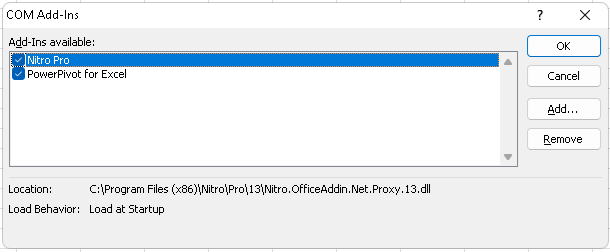 COM Add-Ins ?
Add-Ins available:
Nitro Pro
PowerPivot for Excel
OK
Cancel
Add...
Remove
Location: C:\Program Files (x86)\Nitro\Pro\13\Nitro.OfficeAddin.Net.Proxy.13.dll
Load Behavior: Load at Startup